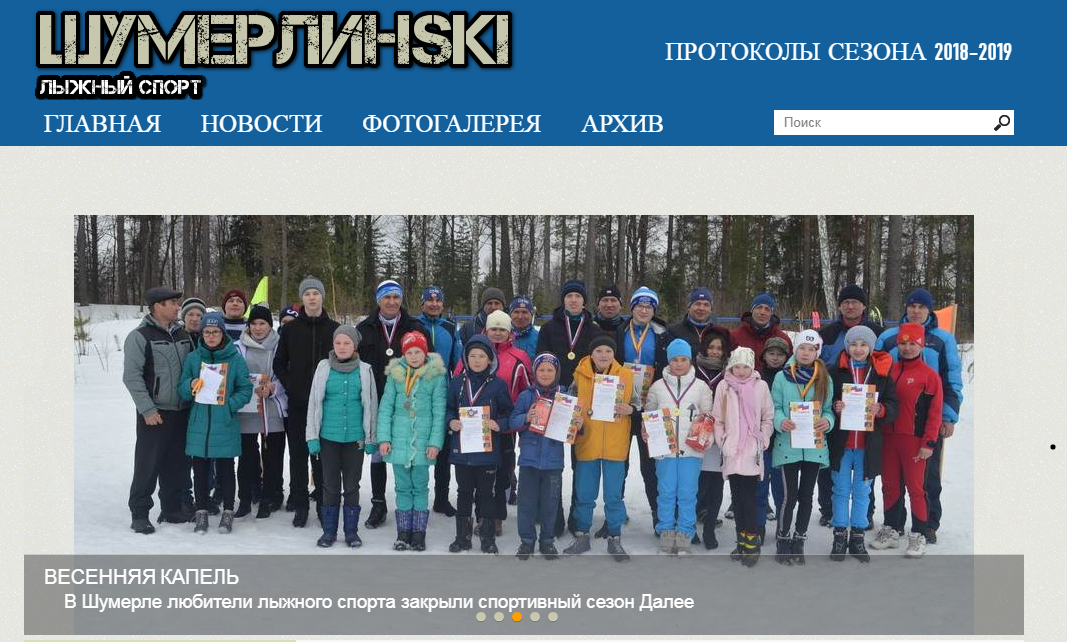 ШУМЕРЛИНSKI
ЛЫЖНЫЙ СПОРТ
ПРОТОКОЛЫ СЕЗОНА 2018-2019
ГЛАВНАЯ НОВОСТИ ФОТОГАЛЕРЕЯ АРХИВ
Поиск
ВЕСЕННЯЯ КАПЕЛЬ
В Шумерле любители лыжного спорта закрыли спортивный сезон Далее